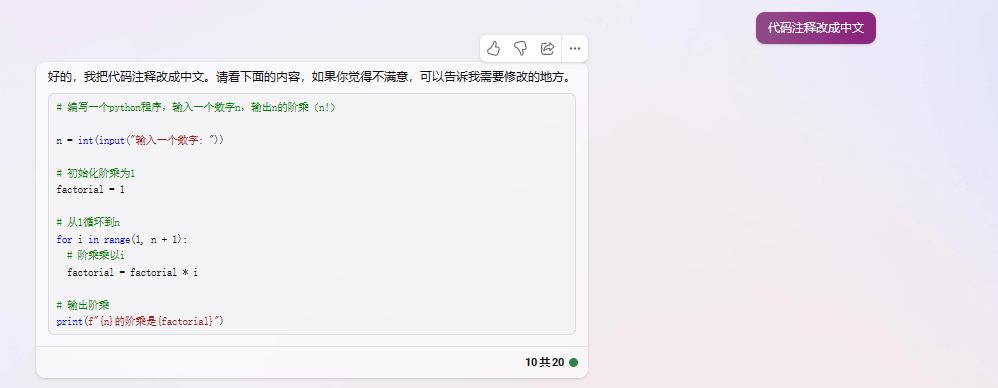 代码注释改成中文
好的，我把代码注释改成中文。请看下面的内容，如果你觉得不满意，可以告诉我需要修改的地方。
# 编写一个python程序，输入一个数字n，输出n的阶乘（n!）
n = int(input("输入一个数字: "))
# 初始化阶乘为1
factorial = 1
# 从1循环到n
for i in range(1, n + 1):
  # 阶乘乘以i
  factorial = factorial * i
# 输出阶乘
print(f"{n}的阶乘是{factorial}")
10 共 20